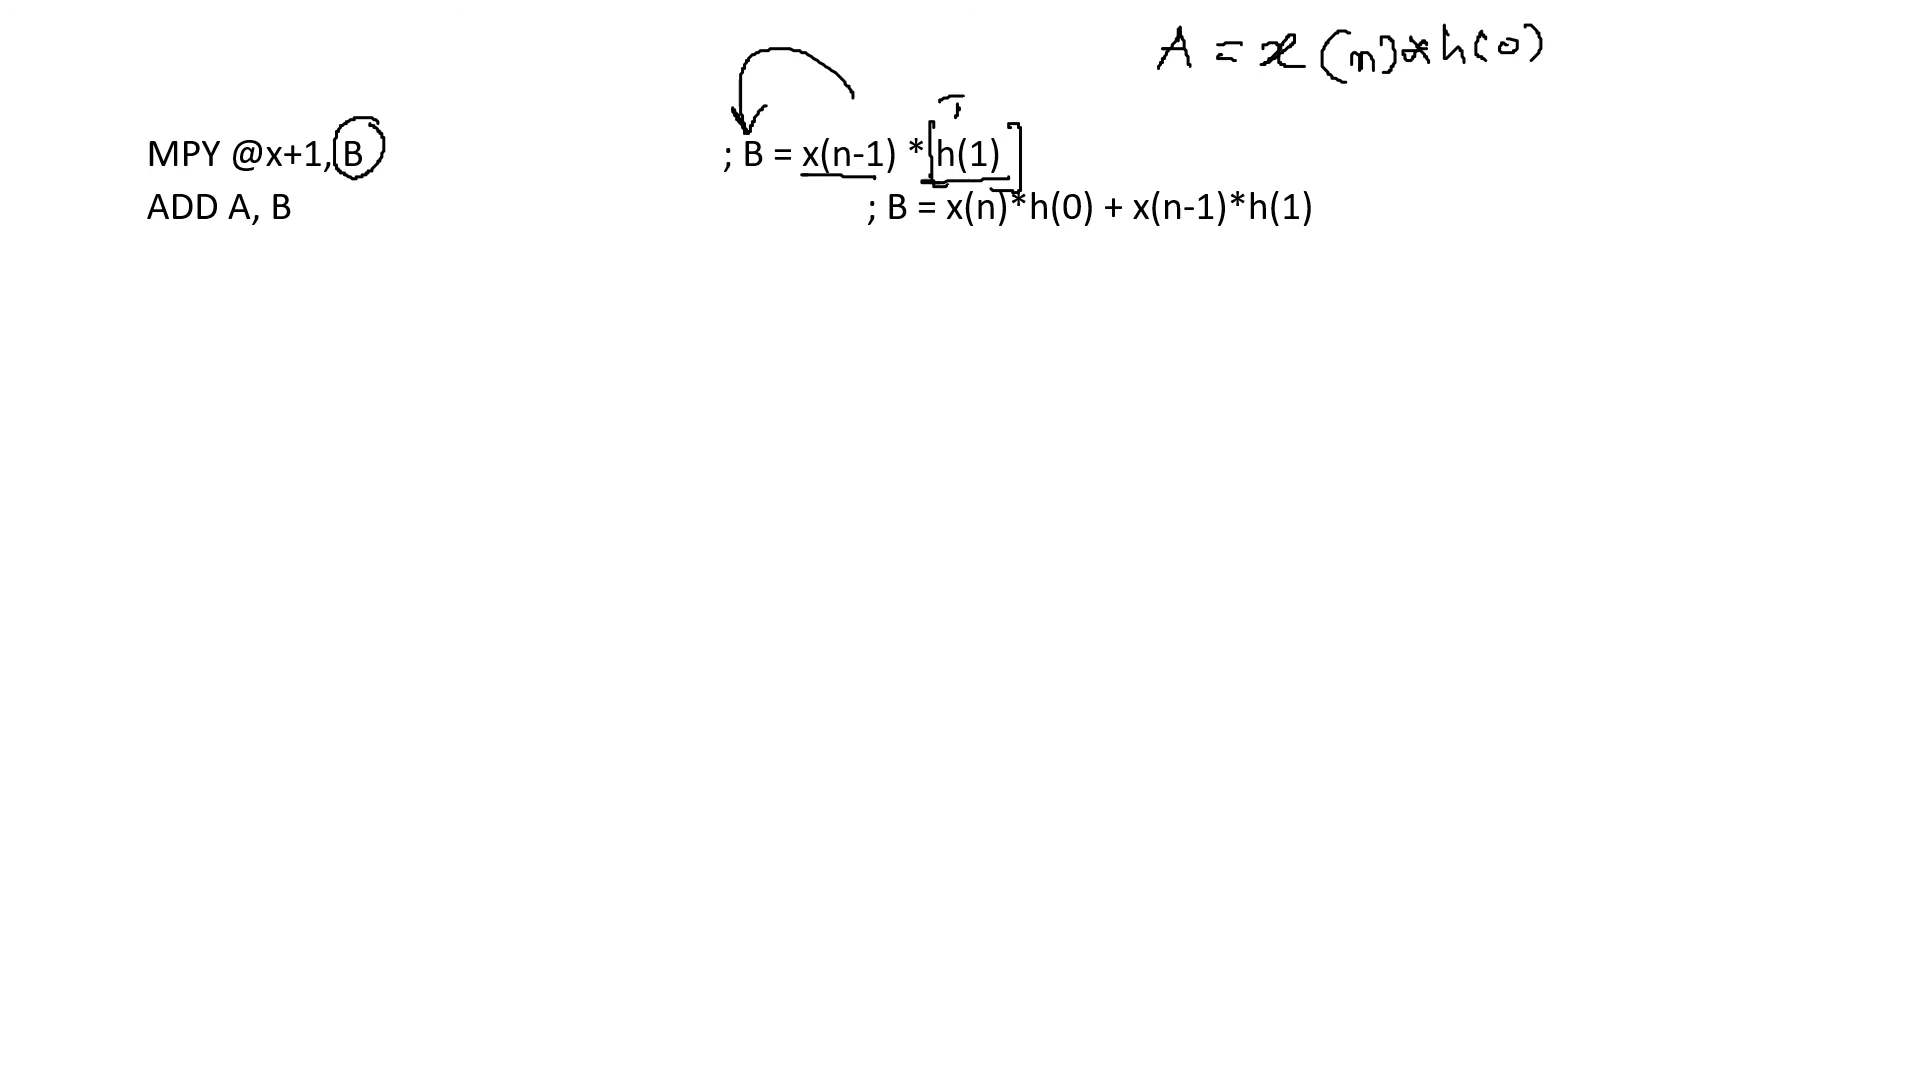 A = x(n)*h(0)
T
MPY @x+1, B ; B = x(n-1) *[h(1)]
ADD A, B ; B = x(n)*h(0) + x(n-1)*h(1)